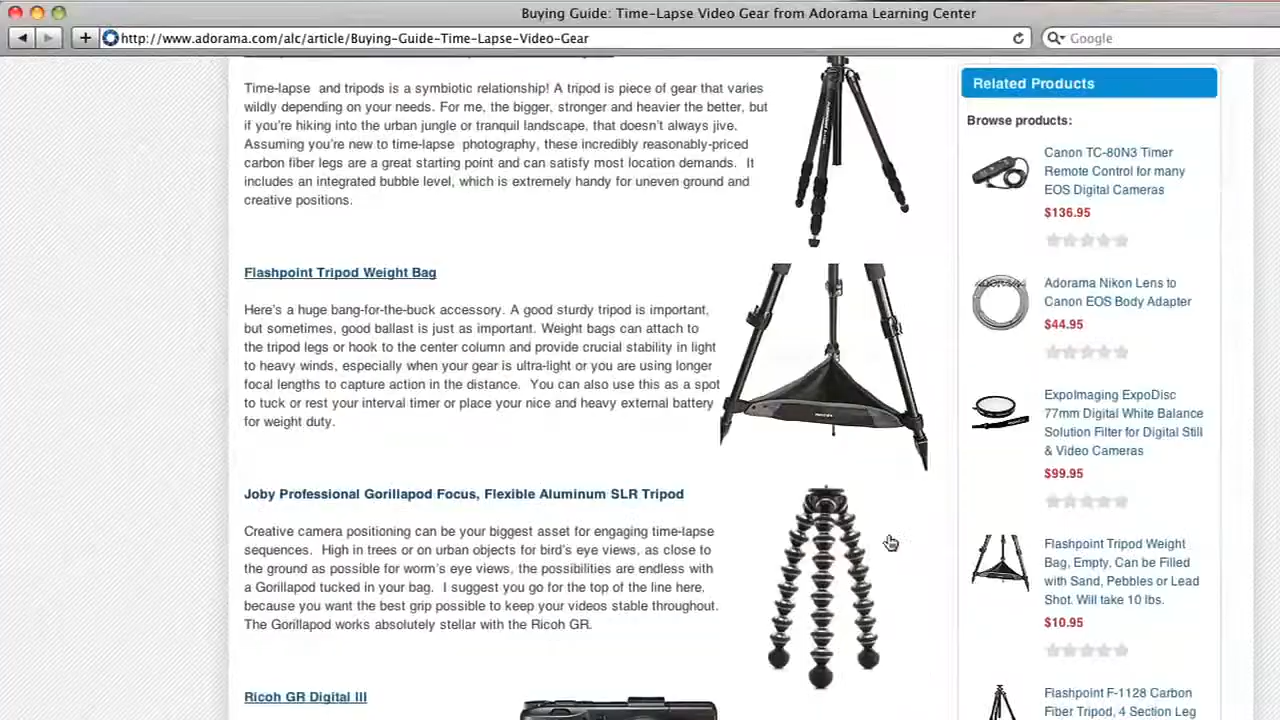 Buying Guide: Time-Lapse Video Gear from Adorama Learning Center
http://www.adorama.com/alc/article/Buying-Guide-Time-Lapse-Video-Gear
Google
Time-lapse and tripods is a symbiotic relationship! A tripod is piece of gear that varies
wildly depending on your needs. For me, the bigger, stronger and heavier the better, but
if you're hiking into the urban jungle or tranquil landscape, that doesn't always jive.
Assuming you're new to time-lapse photography, these incredibly reasonably-priced
carbon fiber legs are a great starting point and can satisfy most location demands. It
includes an integrated bubble level, which is extremely handy for uneven ground and
creative positions.
Flashpoint Tripod Weight Bag
Here's a huge bang-for-the-buck accessory. A good sturdy tripod is important,
but sometimes, good ballast is just as important. Weight bags can attach to
the tripod legs or hook to the center column and provide crucial stability in light
to heavy winds, especially when your gear is ultra-light or you are using longer
focal lengths to capture action in the distance. You can also use this as a spot
to tuck or rest your interval timer or place your nice and heavy external battery
for weight duty.
Joby Professional Gorillapod Focus, Flexible Aluminum SLR Tripod
Creative camera positioning can be your biggest asset for engaging time-lapse
sequences. High in trees or on urban objects for bird's eye views, as close to
the ground as possible for worm's eye views, the possibilities are endless with
a Gorillapod tucked in your bag. I suggest you go for the top of the line here,
because you want the best grip possible to keep your videos stable throughout.
The Gorillapod works absolutely stellar with the Ricoh GR.
Ricoh GR Digital III
Related Products
Browse products:
Canon TC-80N3 Timer
Remote Control for many
EOS Digital Cameras
$136.95
Adorama Nikon Lens to
Canon EOS Body Adapter
$44.95
ExpoImaging ExpoDisc
77mm Digital White Balance
Solution Filter for Digital Still
& Video Cameras
$99.95
Flashpoint Tripod Weight
Bag, Empty, Can be Filled
with Sand, Pebbles or Lead
Shot. Will take 10 lbs.
$10.95
Flashpoint F-1128 Carbon
Fiber Tripod, 4 Section Leg